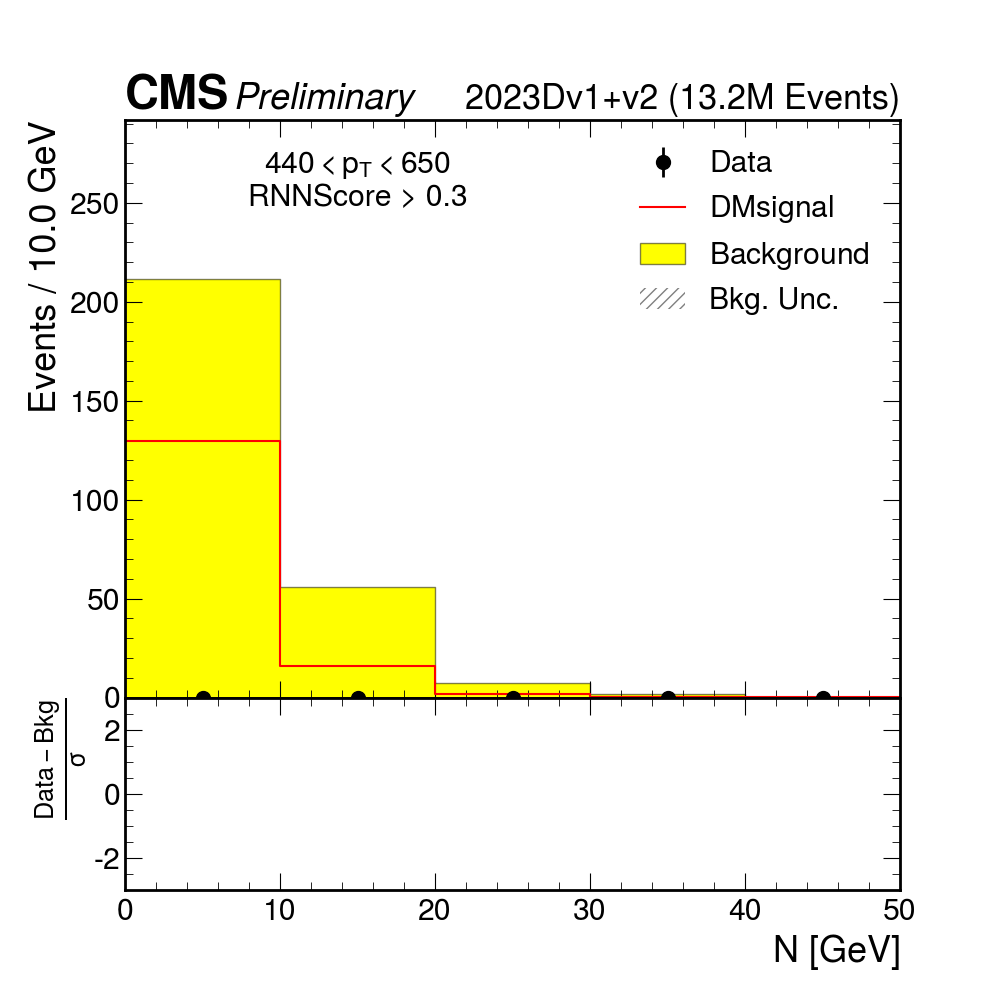 CMS Preliminary 2023Dv1+v2 (13.2M Events)
Events / 10.0 GeV
440 < pT < 650
RNNScore > 0.3
Data
DMsignal
Background
Bkg. Unc.
250
200
150
100
50
0
Data – Bkg
σ
2
0
-2
0 10 20 30 40 50
N [GeV]